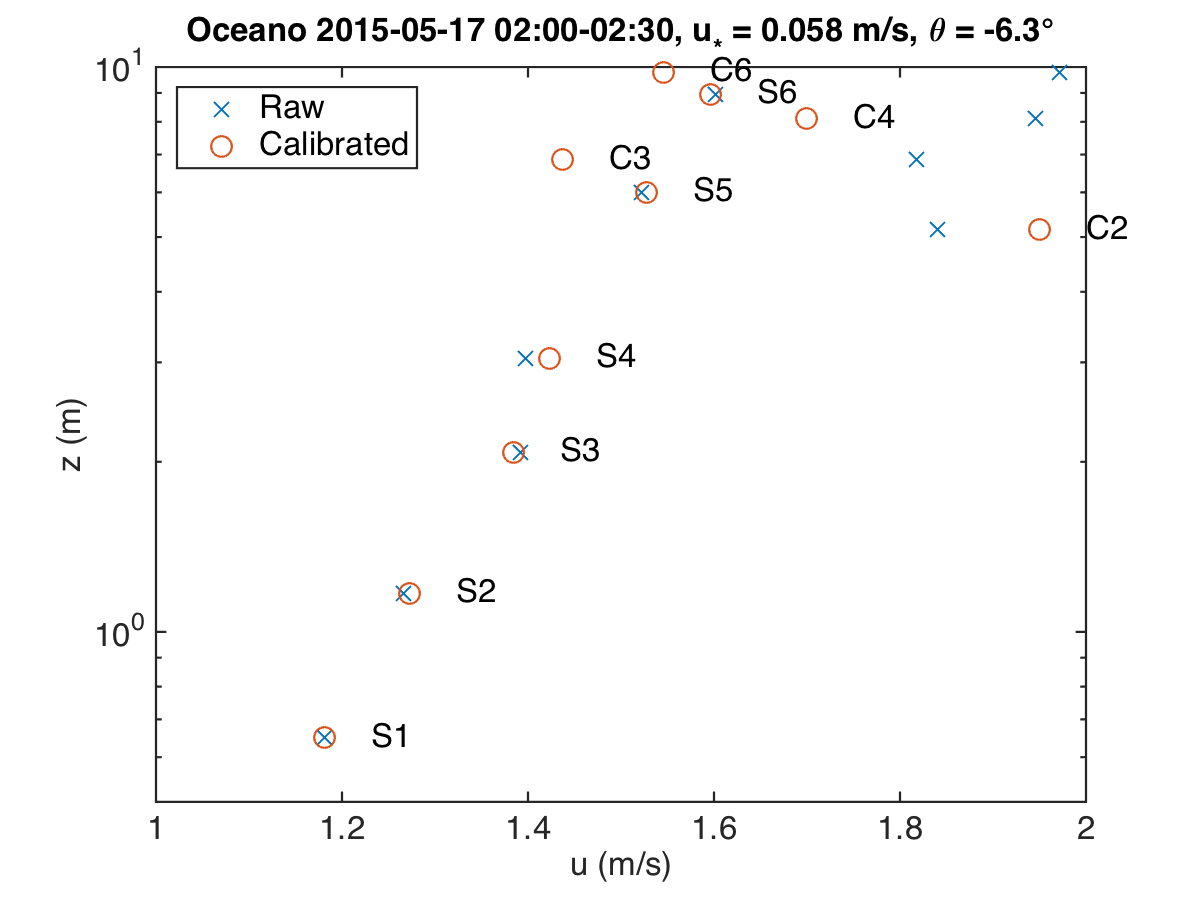 Oceano 2015-05-17 02:00-02:30, u* = 0.058 m/s, θ = -6.3°
10¹
Raw
Calibrated
C6
S6
C4
C3
S5
C2
S4
z (m)
S3
S2
10⁰
S1
1
1.2
1.4
1.6
1.8
2
u (m/s)